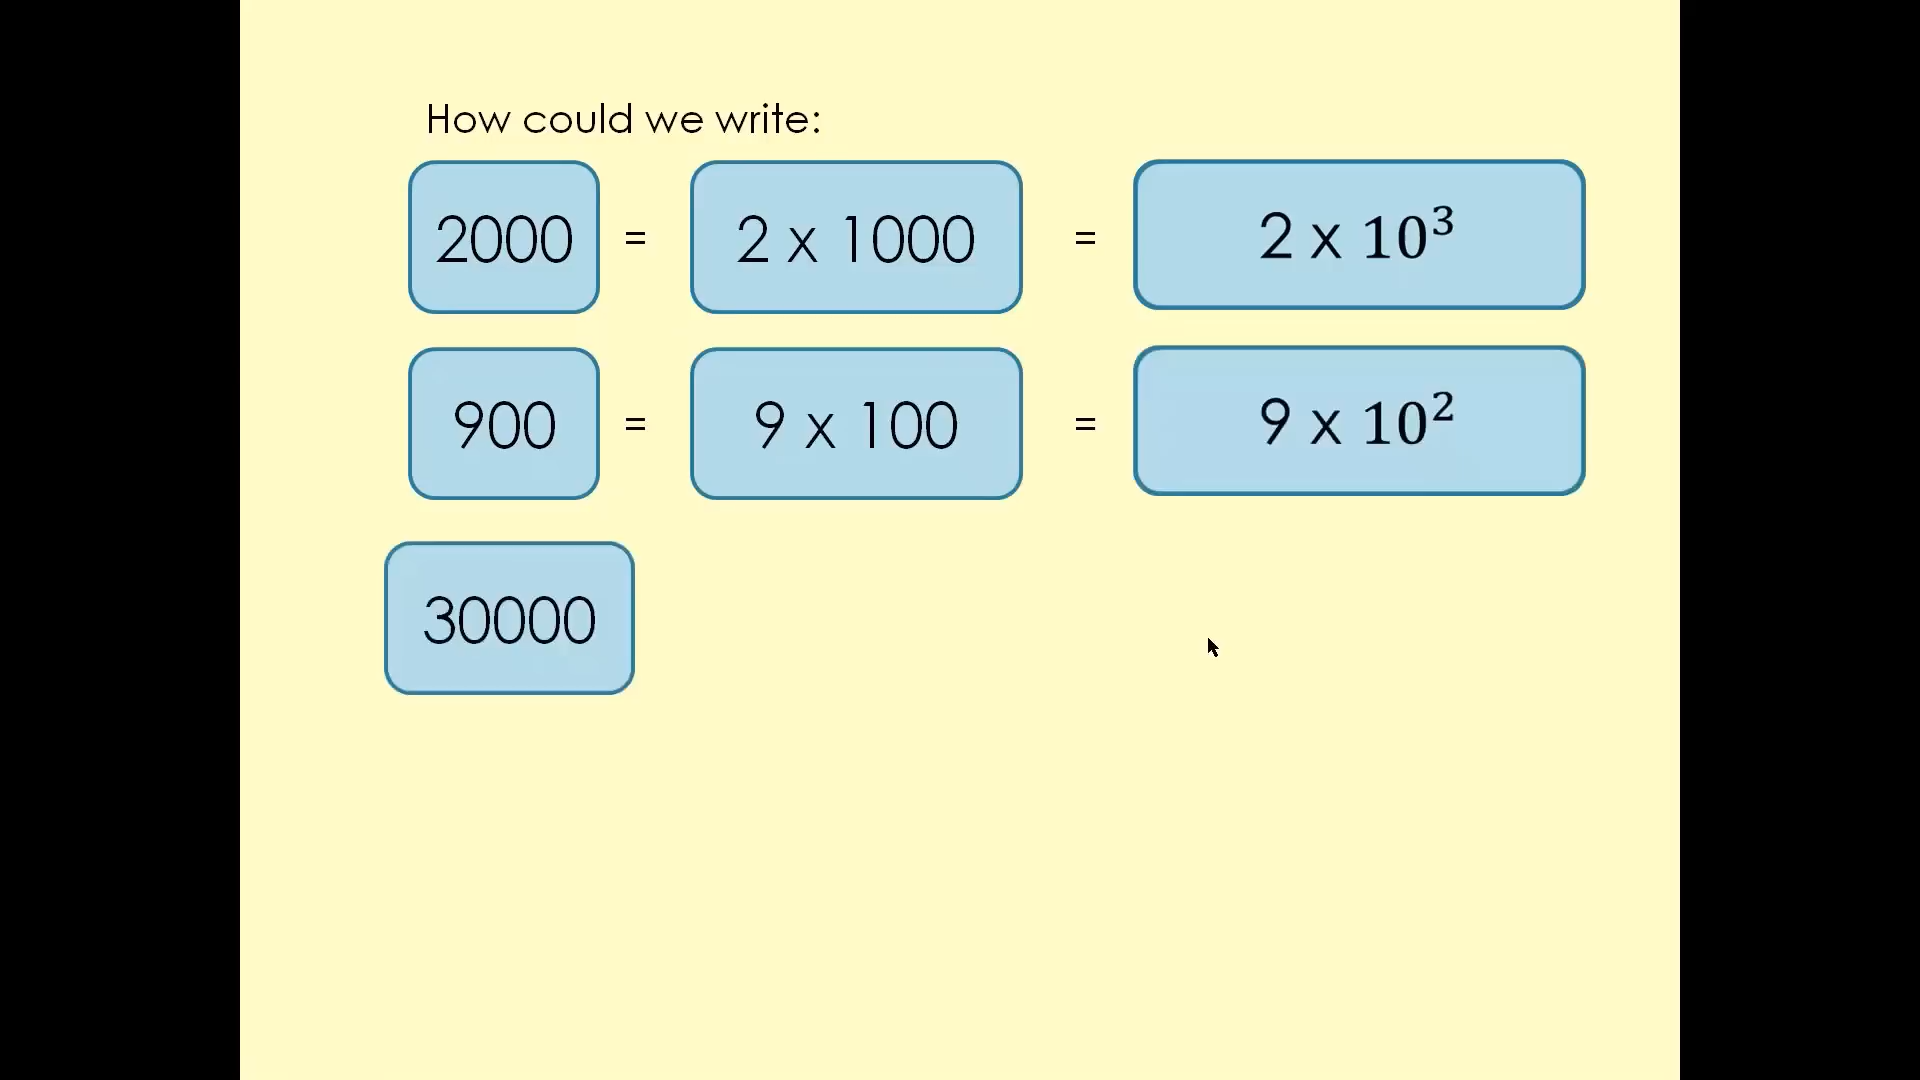 How could we write:
2000 = 2 x 1000 = 2 x 10³
900 = 9 x 100 = 9 x 10²
30000